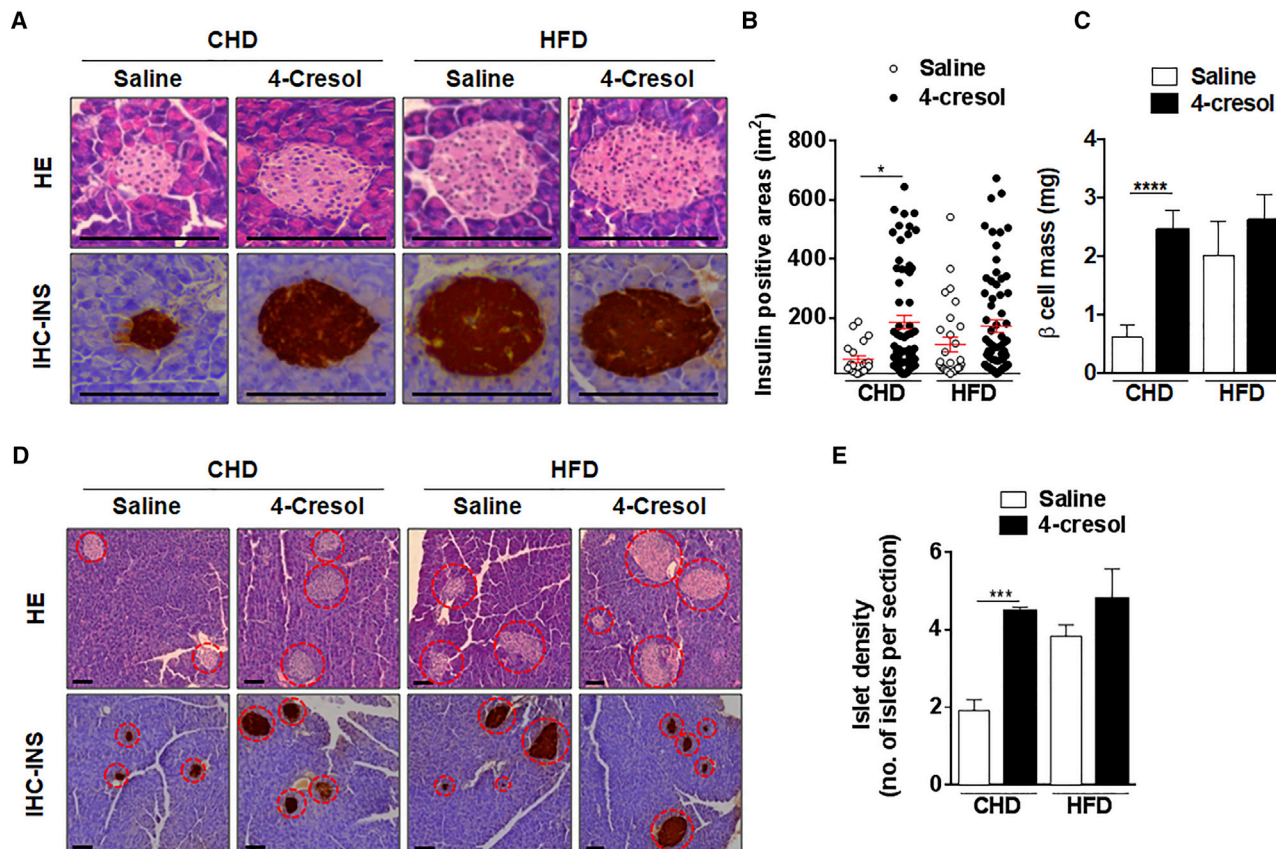 A
CHD
HFD
Saline
4-Cresol
Saline
4-Cresol
HE
IHC-INS
B
Saline
4-cresol
Insulin positive areas (im²)
800
600
400
200
*
CHD
HFD
C
Saline
4-cresol
β cell mass (mg)
4
3
2
1
0
****
CHD
HFD
D
CHD
HFD
Saline
4-Cresol
Saline
4-Cresol
HE
IHC-INS
E
Saline
4-cresol
Islet density
(no. of islets per section)
6
4
2
0
***
CHD
HFD